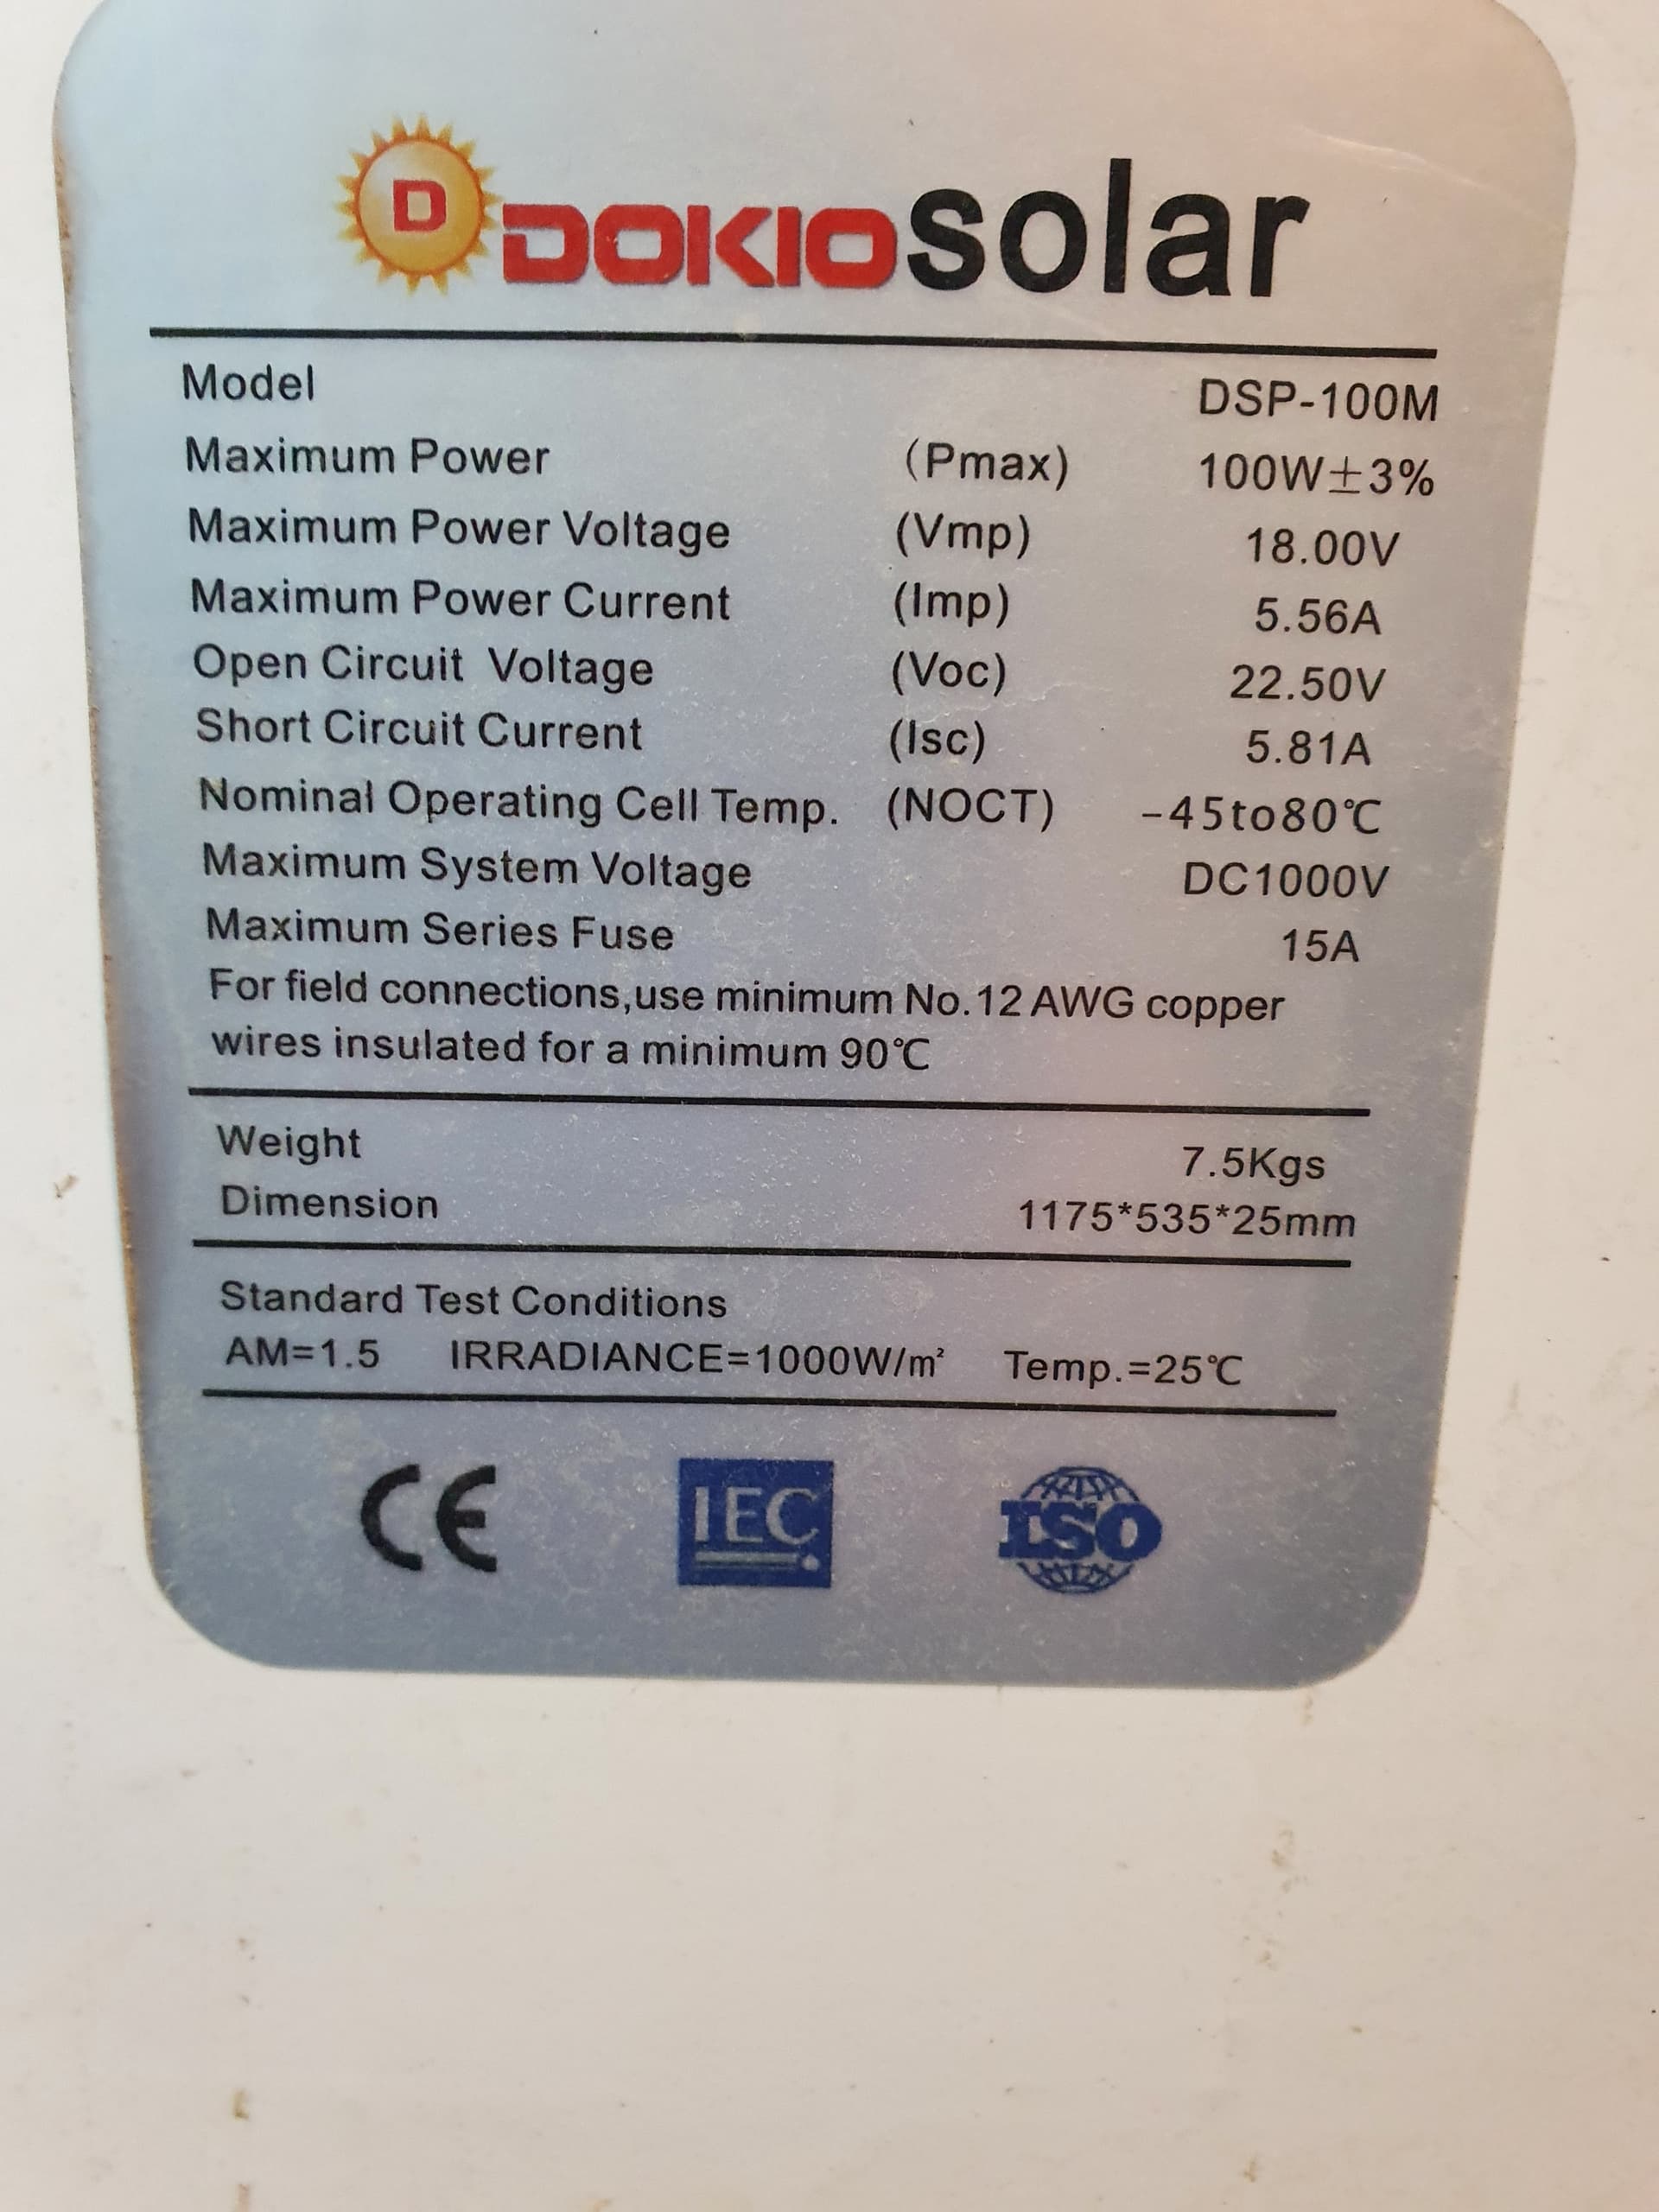 D DOKIO solar
Model DSP-100M
Maximum Power (Pmax) 100W±3%
Maximum Power Voltage (Vmp) 18.00V
Maximum Power Current (Imp) 5.56A
Open Circuit Voltage (Voc) 22.50V
Short Circuit Current (Isc) 5.81A
Nominal Operating Cell Temp. (NOCT) -45to80℃
Maximum System Voltage DC1000V
Maximum Series Fuse 15A
For field connections,use minimum No.12 AWG copper
wires insulated for a minimum 90℃
Weight 7.5Kgs
Dimension 1175*535*25mm
Standard Test Conditions
AM=1.5 IRRADIANCE=1000W/m² Temp.=25℃
CE IEC ISO